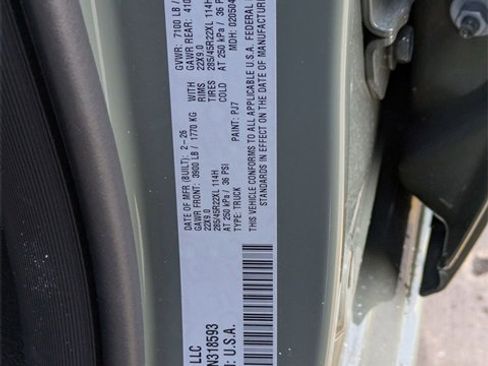 LLC
DATE OF MFR (BUILT): 2-26 GVWR: 7100 LB /
GAWR FRONT: 3900 LB / 1770 KG WITH GAWR REAR: 410
22X9.0 RIMS 22X9.0
285/45R22XL 114H TIRES 285/45R22XL 114H
AT 250 kPa / 36 PSI COLD AT 250 kPa / 36 P
TYPE: TRUCK PAINT: PJ7 MDH: 020504
THIS VEHICLE CONFORMS TO ALL APPLICABLE U.S.A. FEDERAL
STANDARDS IN EFFECT ON THE DATE OF MANUFACTUR
N318593
: U.S.A.